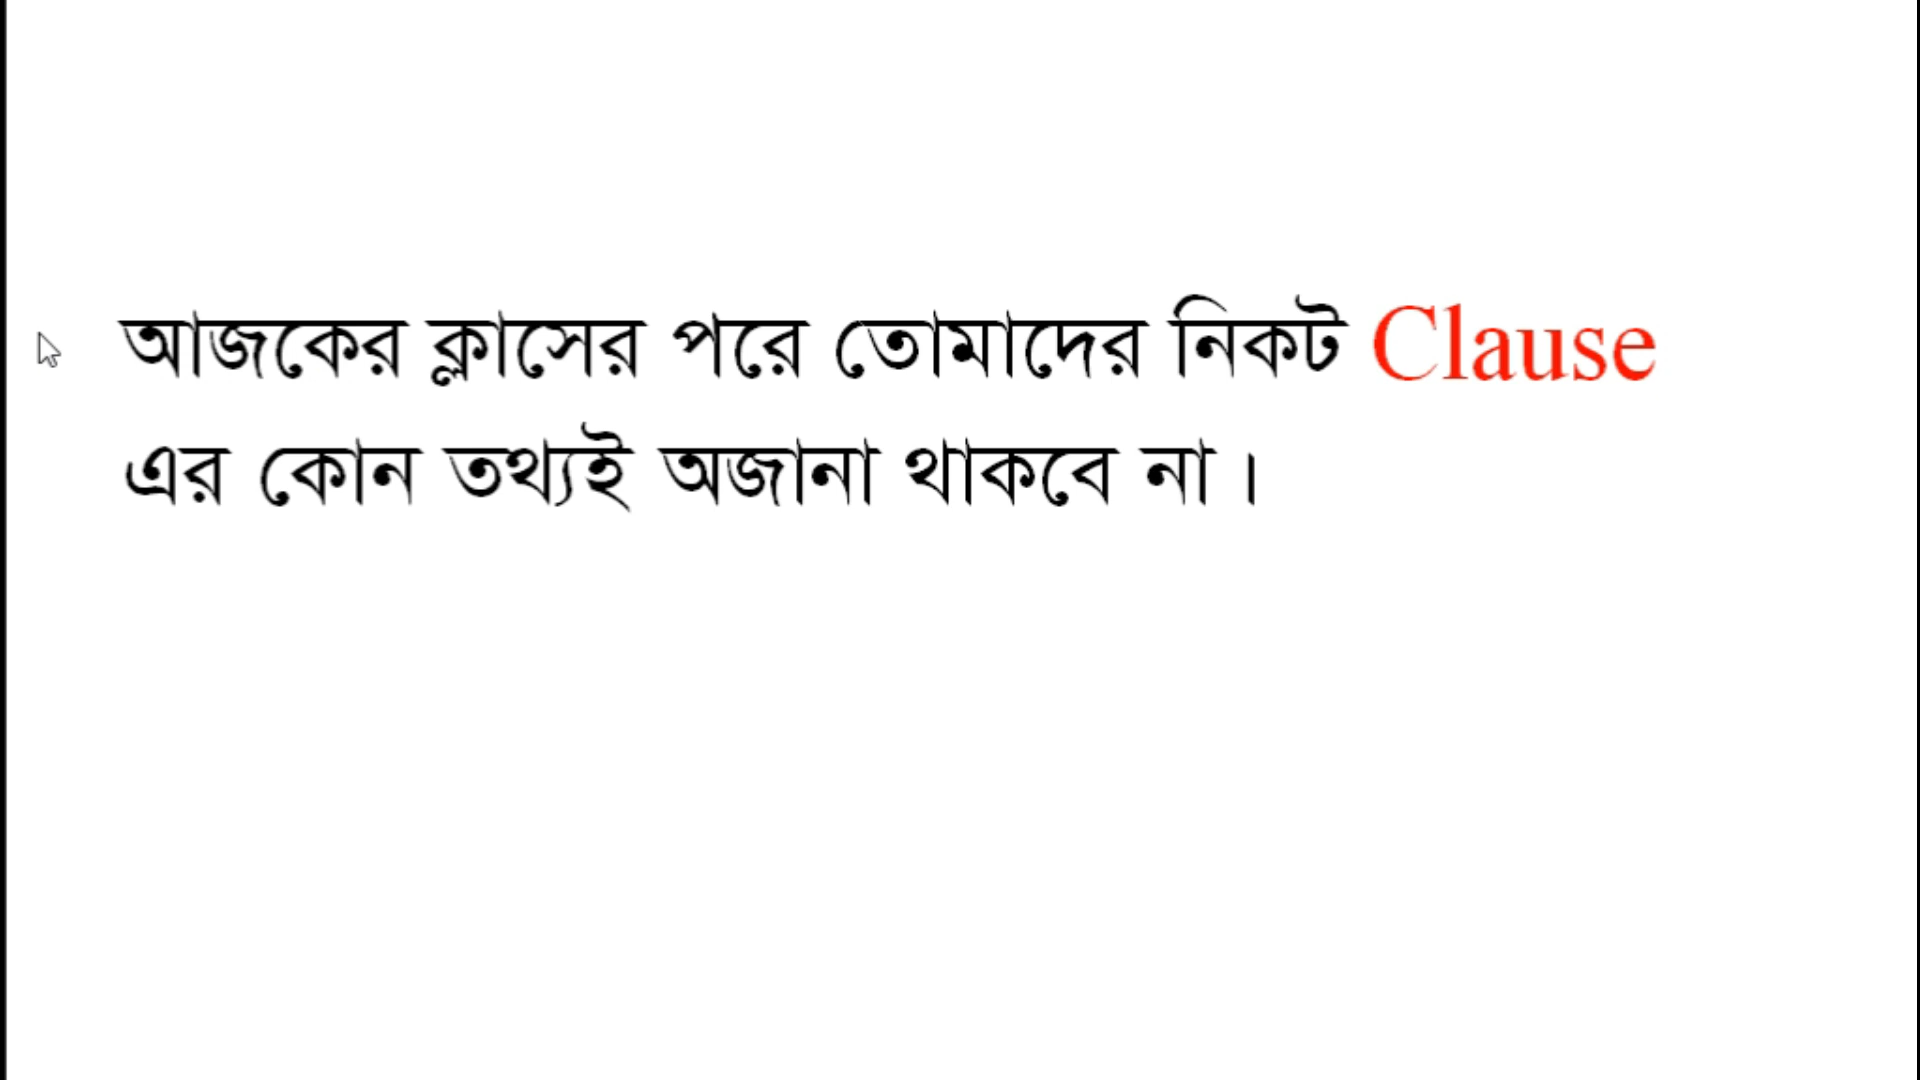 আজকের ক্লাসের পরে তোমাদের নিকট Clause
এর কোন তথ্যই অজানা থাকবে না।